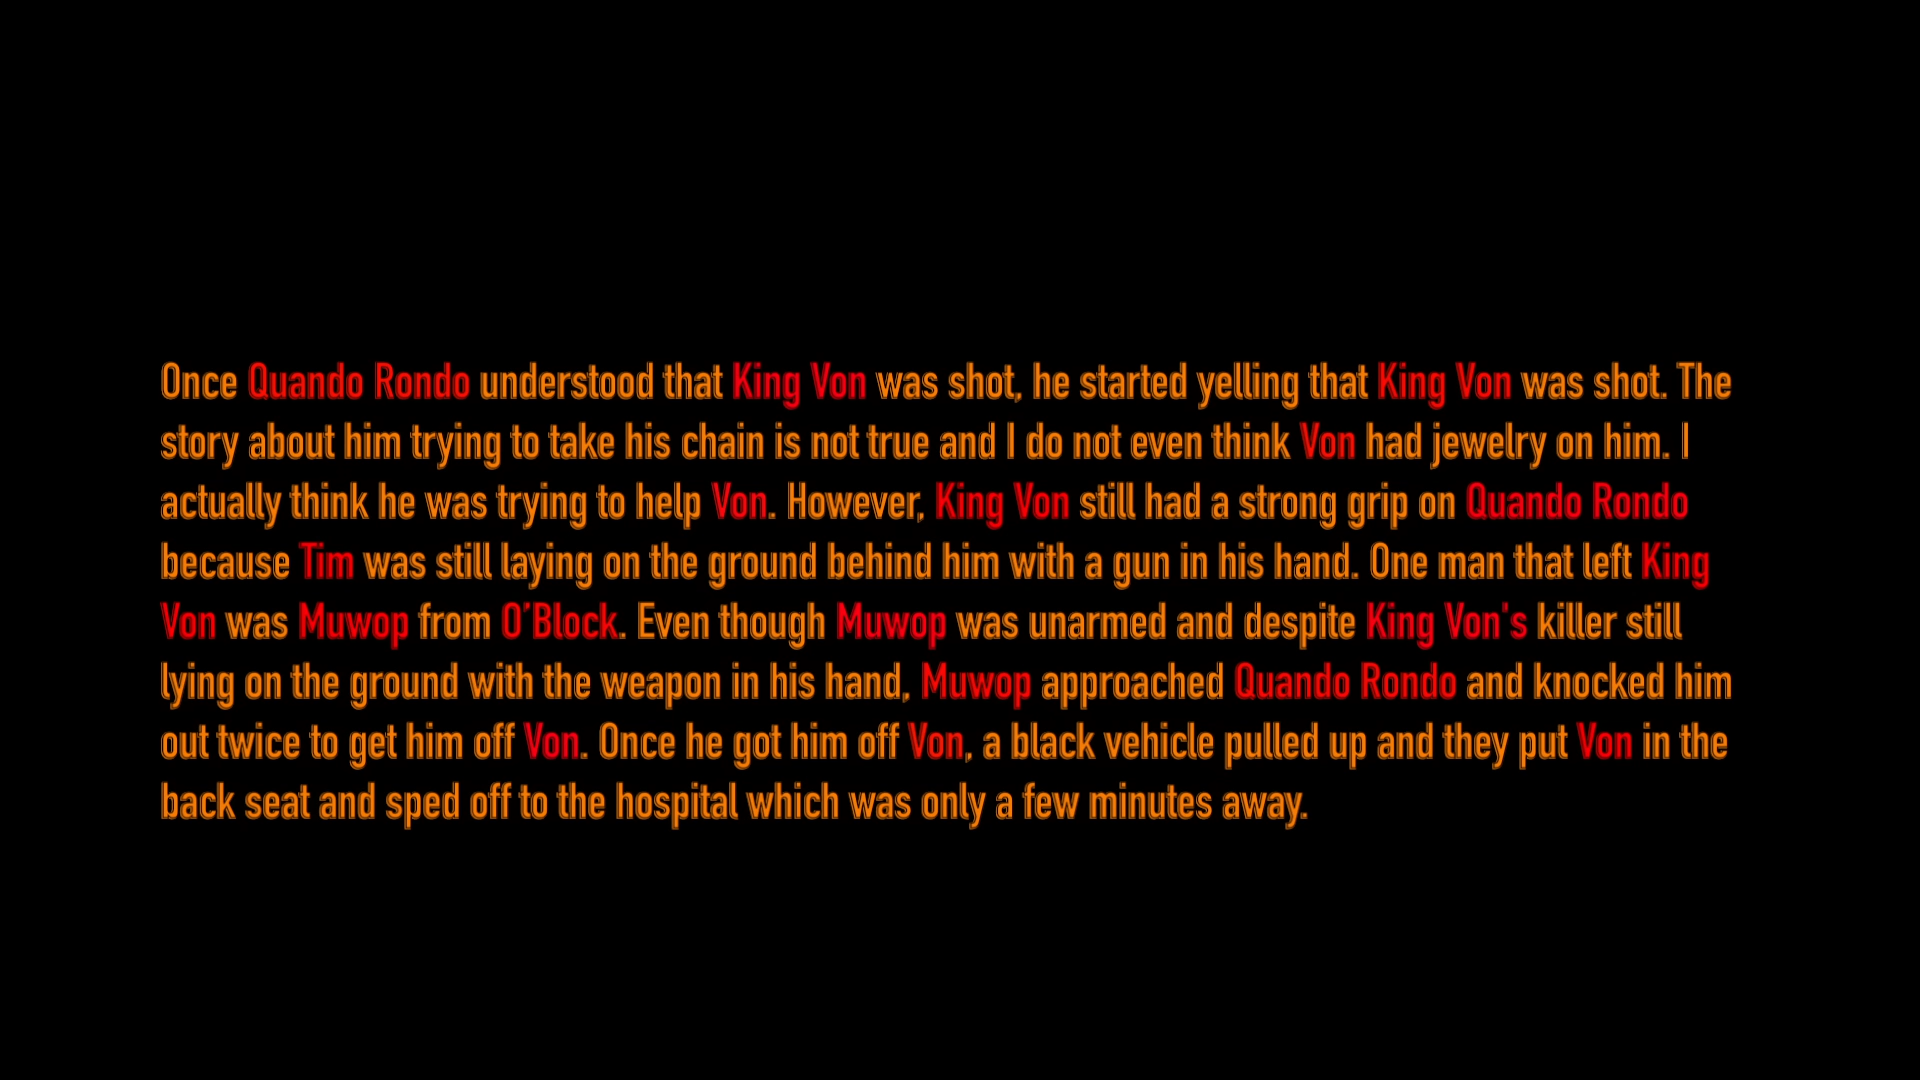 Once Quando Rondo understood that King Von was shot, he started yelling that King Von was shot. The
story about him trying to take his chain is not true and I do not even think Von had jewelry on him. I
actually think he was trying to help Von. However, King Von still had a strong grip on Quando Rondo
because Tim was still laying on the ground behind him with a gun in his hand. One man that left King
Von was Muwop from O’Block. Even though Muwop was unarmed and despite King Von's killer still
lying on the ground with the weapon in his hand, Muwop approached Quando Rondo and knocked him
out twice to get him off Von. Once he got him off Von, a black vehicle pulled up and they put Von in the
back seat and sped off to the hospital which was only a few minutes away.